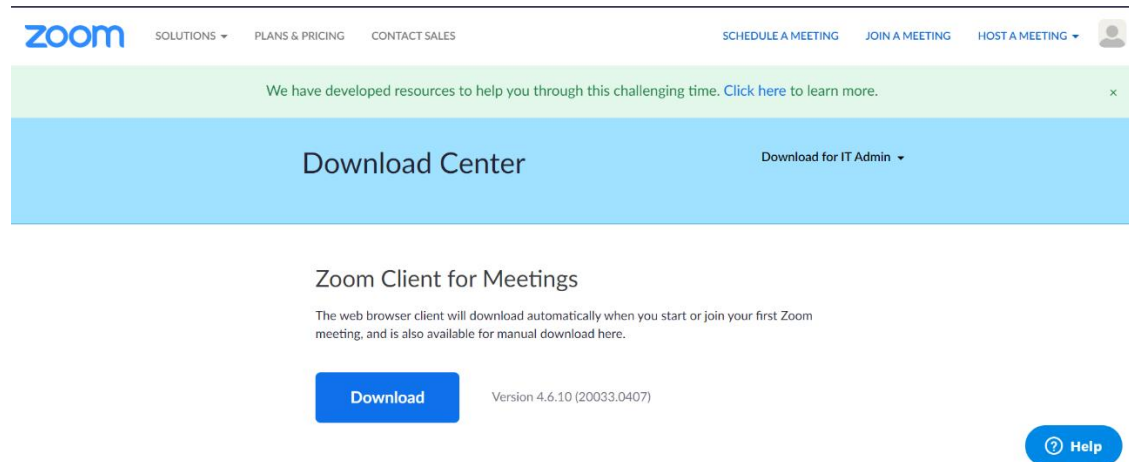 zoom SOLUTIONS PLANS & PRICING CONTACT SALES SCHEDULE A MEETING JOIN A MEETING HOST A MEETING
We have developed resources to help you through this challenging time. Click here to learn more. ×
Download Center Download for IT Admin
Zoom Client for Meetings
The web browser client will download automatically when you start or join your first Zoom
meeting, and is also available for manual download here.
Download Version 4.6.10 (20033.0407)
? Help